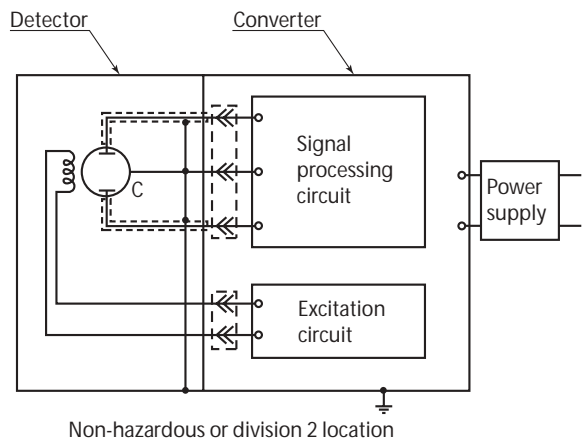 Detector
Converter
Signal
processing
circuit
Power
supply
C
Excitation
circuit
Non-hazardous or division 2 location